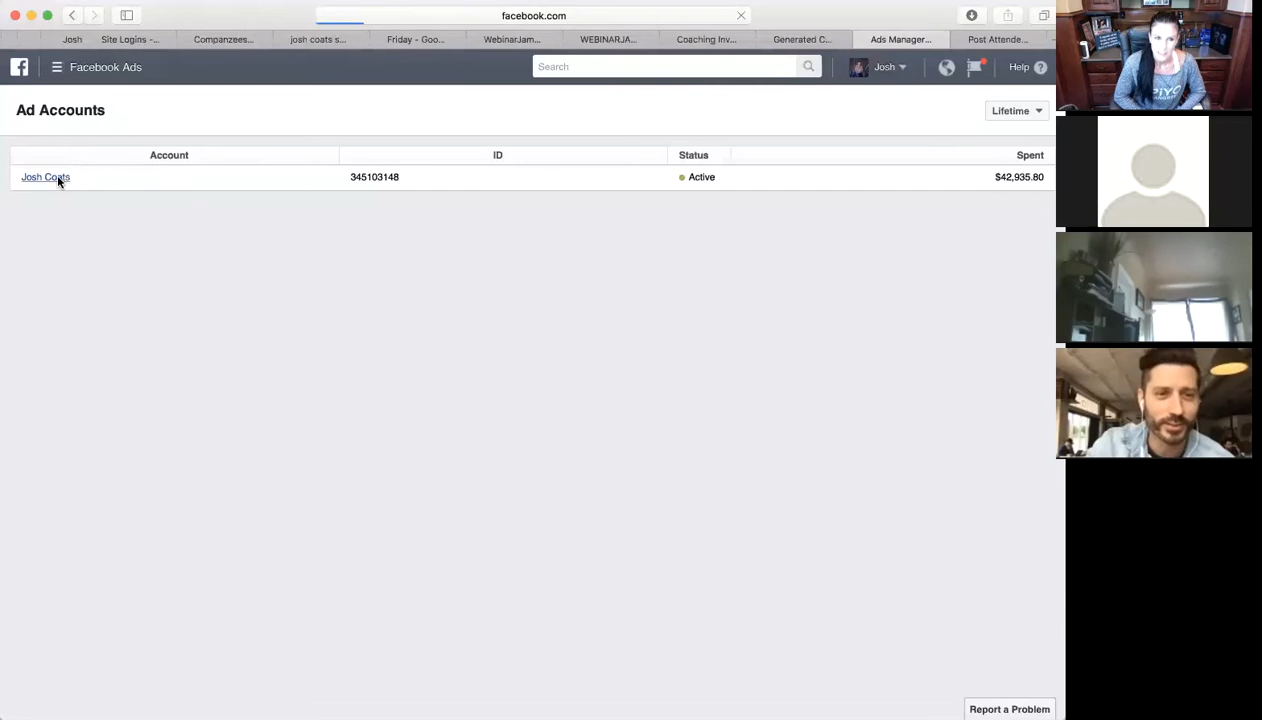 facebook.com
Josh Site Logins -... Companzees... josh coats s... Friday - Goo... WebinarJam... WEBINARJA... Coaching Inv... Generated C... Ads Manager... Post Attende...
Facebook Ads Search Josh Help
Ad Accounts Lifetime
Account ID Status Spent
Josh Coats 345103148 Active $42,935.80
Report a Problem
PiYO